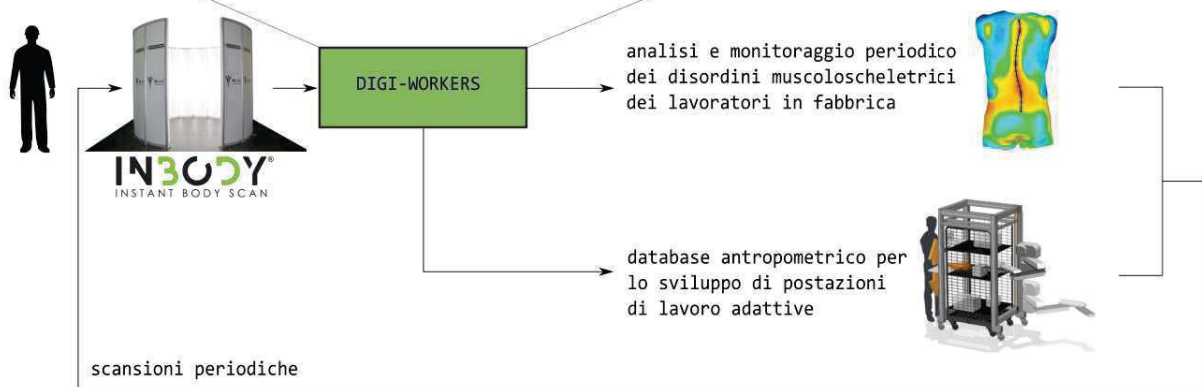 DIGI-WORKERS
analisi e monitoraggio periodico
dei disordini muscoloscheletrici
dei lavoratori in fabbrica
INBODY®
INSTANT BODY SCAN
database antropometrico per
lo sviluppo di postazioni
di lavoro adattive
scansioni periodiche